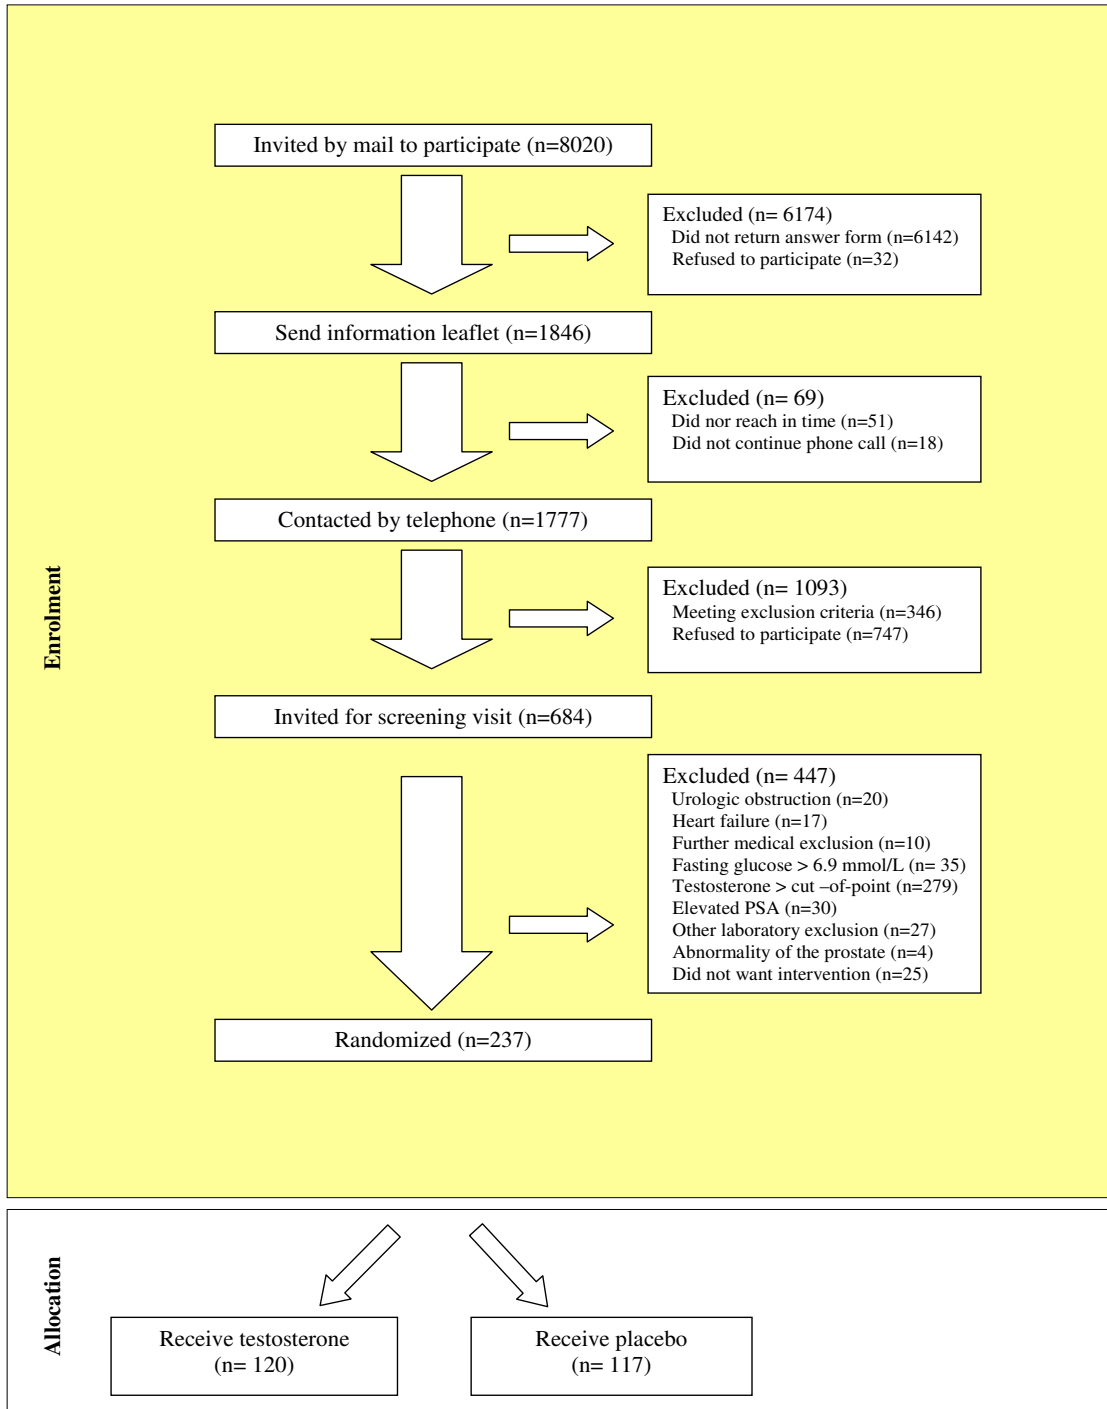 Invited by mail to participate (n=8020)
Excluded (n= 6174)
Did not return answer form (n=6142)
Refused to participate (n=32)
Send information leaflet (n=1846)
Excluded (n= 69)
Did nor reach in time (n=51)
Did not continue phone call (n=18)
Contacted by telephone (n=1777)
Enrolment
Excluded (n= 1093)
Meeting exclusion criteria (n=346)
Refused to participate (n=747)
Invited for screening visit (n=684)
Excluded (n= 447)
Urologic obstruction (n=20)
Heart failure (n=17)
Further medical exclusion (n=10)
Fasting glucose > 6.9 mmol/L (n= 35)
Testosterone > cut –of-point (n=279)
Elevated PSA (n=30)
Other laboratory exclusion (n=27)
Abnormality of the prostate (n=4)
Did not want intervention (n=25)
Randomized (n=237)
Allocation
Receive testosterone
(n= 120)
Receive placebo
(n= 117)